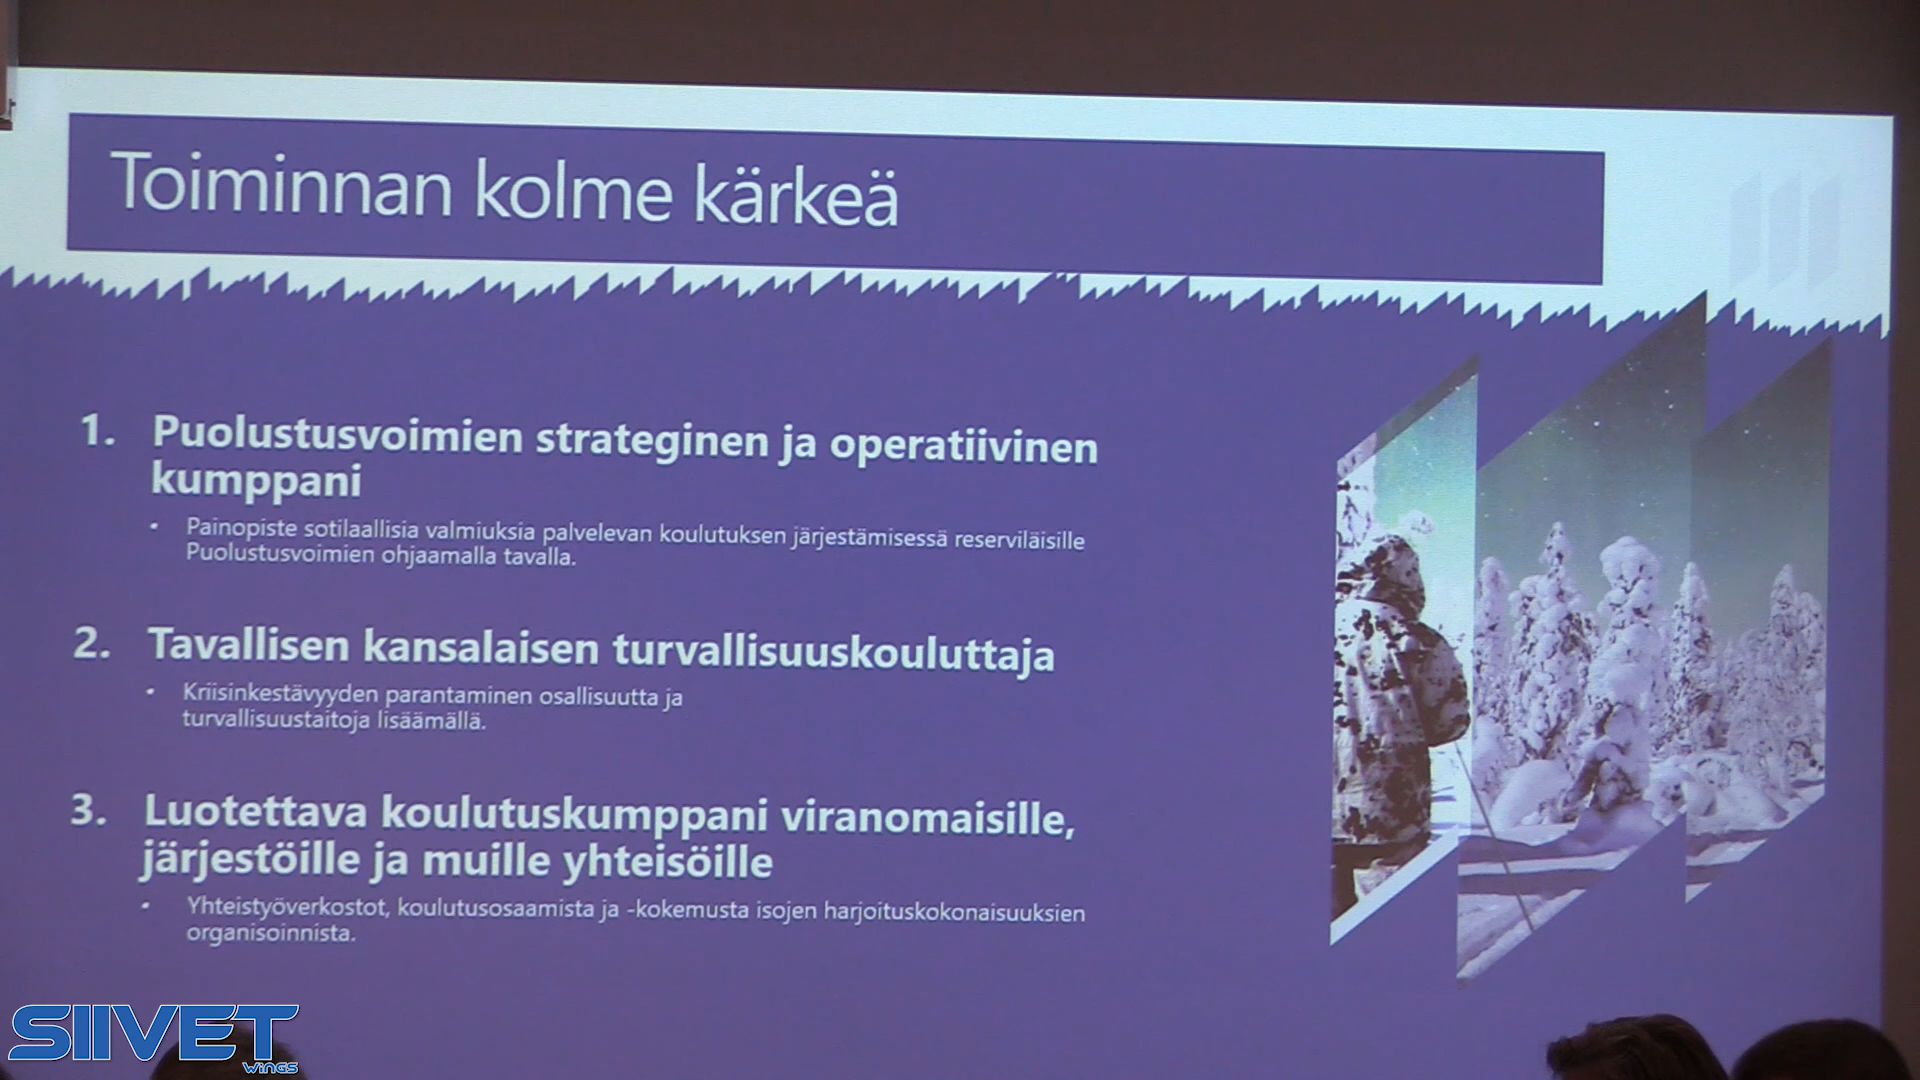 Toiminnan kolme kärkeä
1. Puolustusvoimien strateginen ja operatiivinen
kumppani
• Painopiste sotilaallisia valmiuksia palvelevan koulutuksen järjestämisessä reserviläisille
Puolustusvoimien ohjaamalla tavalla.
2. Tavallisen kansalaisen turvallisuuskouluttaja
• Kriisinkestävyyden parantaminen osallisuutta ja
turvallisuustaitoja lisäämällä.
3. Luotettava koulutuskumppani viranomaisille,
järjestöille ja muille yhteisöille
• Yhteistyöverkostot, koulutusosaamista ja -kokemusta isojen harjoituskokonaisuuksien
organisoinnista.
SIIVET
WINGS